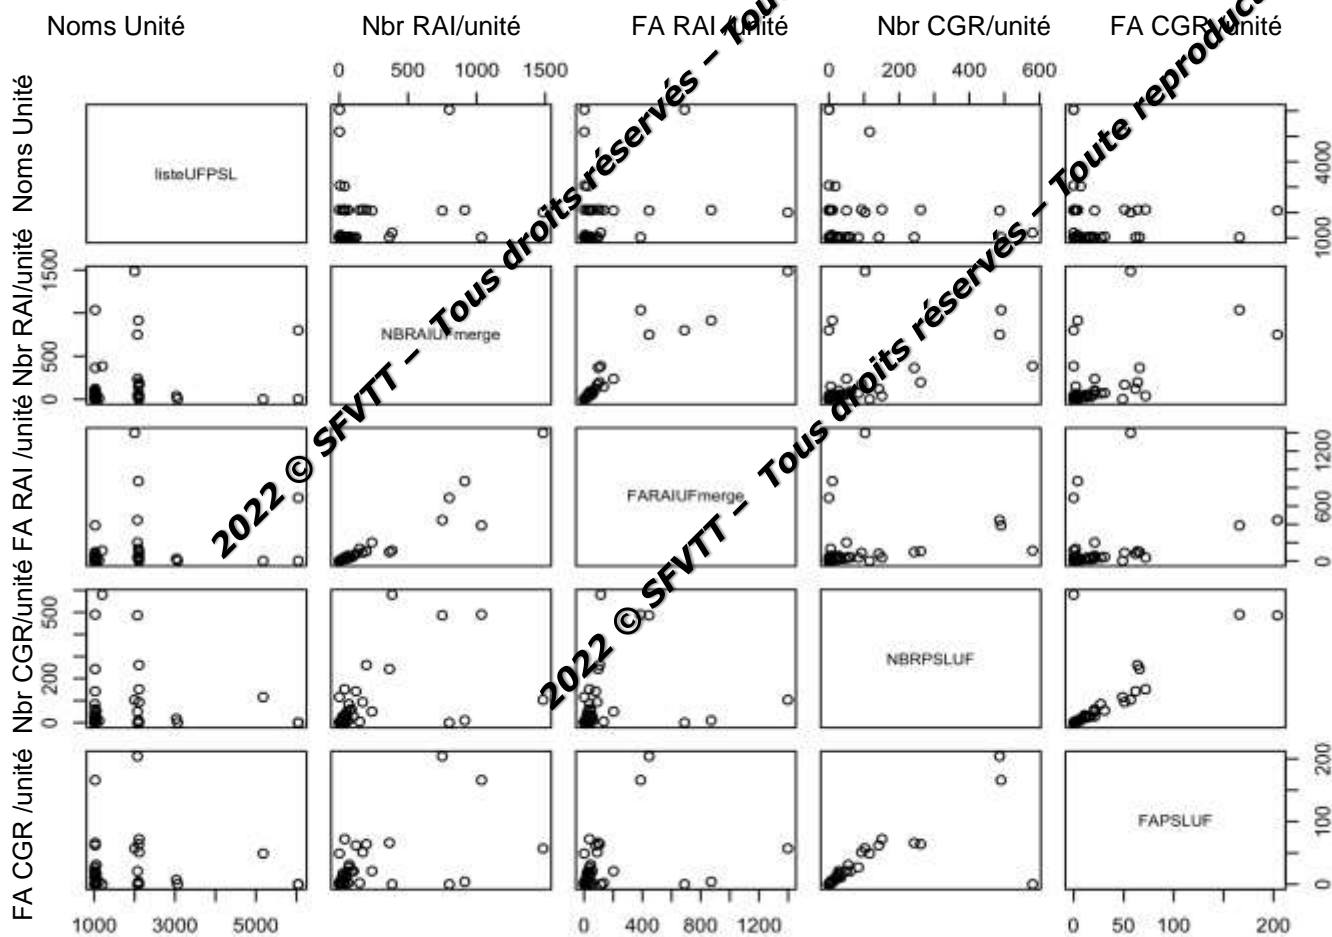 Noms Unité Nbr RAI/unité FA RAI /unité Nbr CGR/unité FA CGR/unité
0 500 1000 1500 0 200 400 600
Noms Unité
listeUFPSL
1000 4000
Nbr RAI/unité
0 500 1500
NBRAIUFmerge
FA RAI /unité
FARAIUFmerge
0 600 1200
Nbr CGR/unité
0 200 500
NBRPSLUF
FA CGR /unité
FAPSLUF
0 100 200
1000 3000 5000 0 400 800 1200 0 50 100 200
2022 © SFVTT – Tous droits réservés – Tou
2022 © SFVTT – Tous droits réservés – Toute reproduc